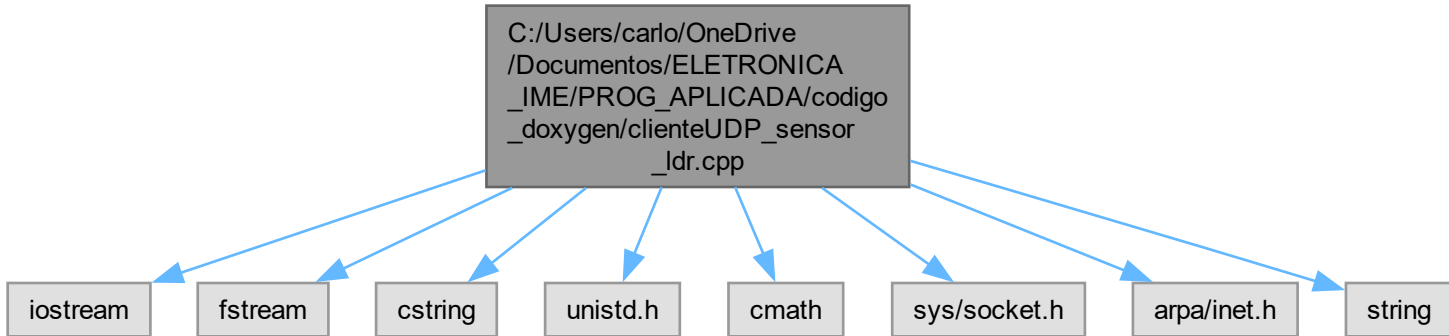 C:/Users/carlo/OneDrive
/Documentos/ELETRONICA
_IME/PROG_APLICADA/codigo
_doxygen/clienteUDP_sensor
_ldr.cpp
iostream
fstream
cstring
unistd.h
cmath
sys/socket.h
arpa/inet.h
string